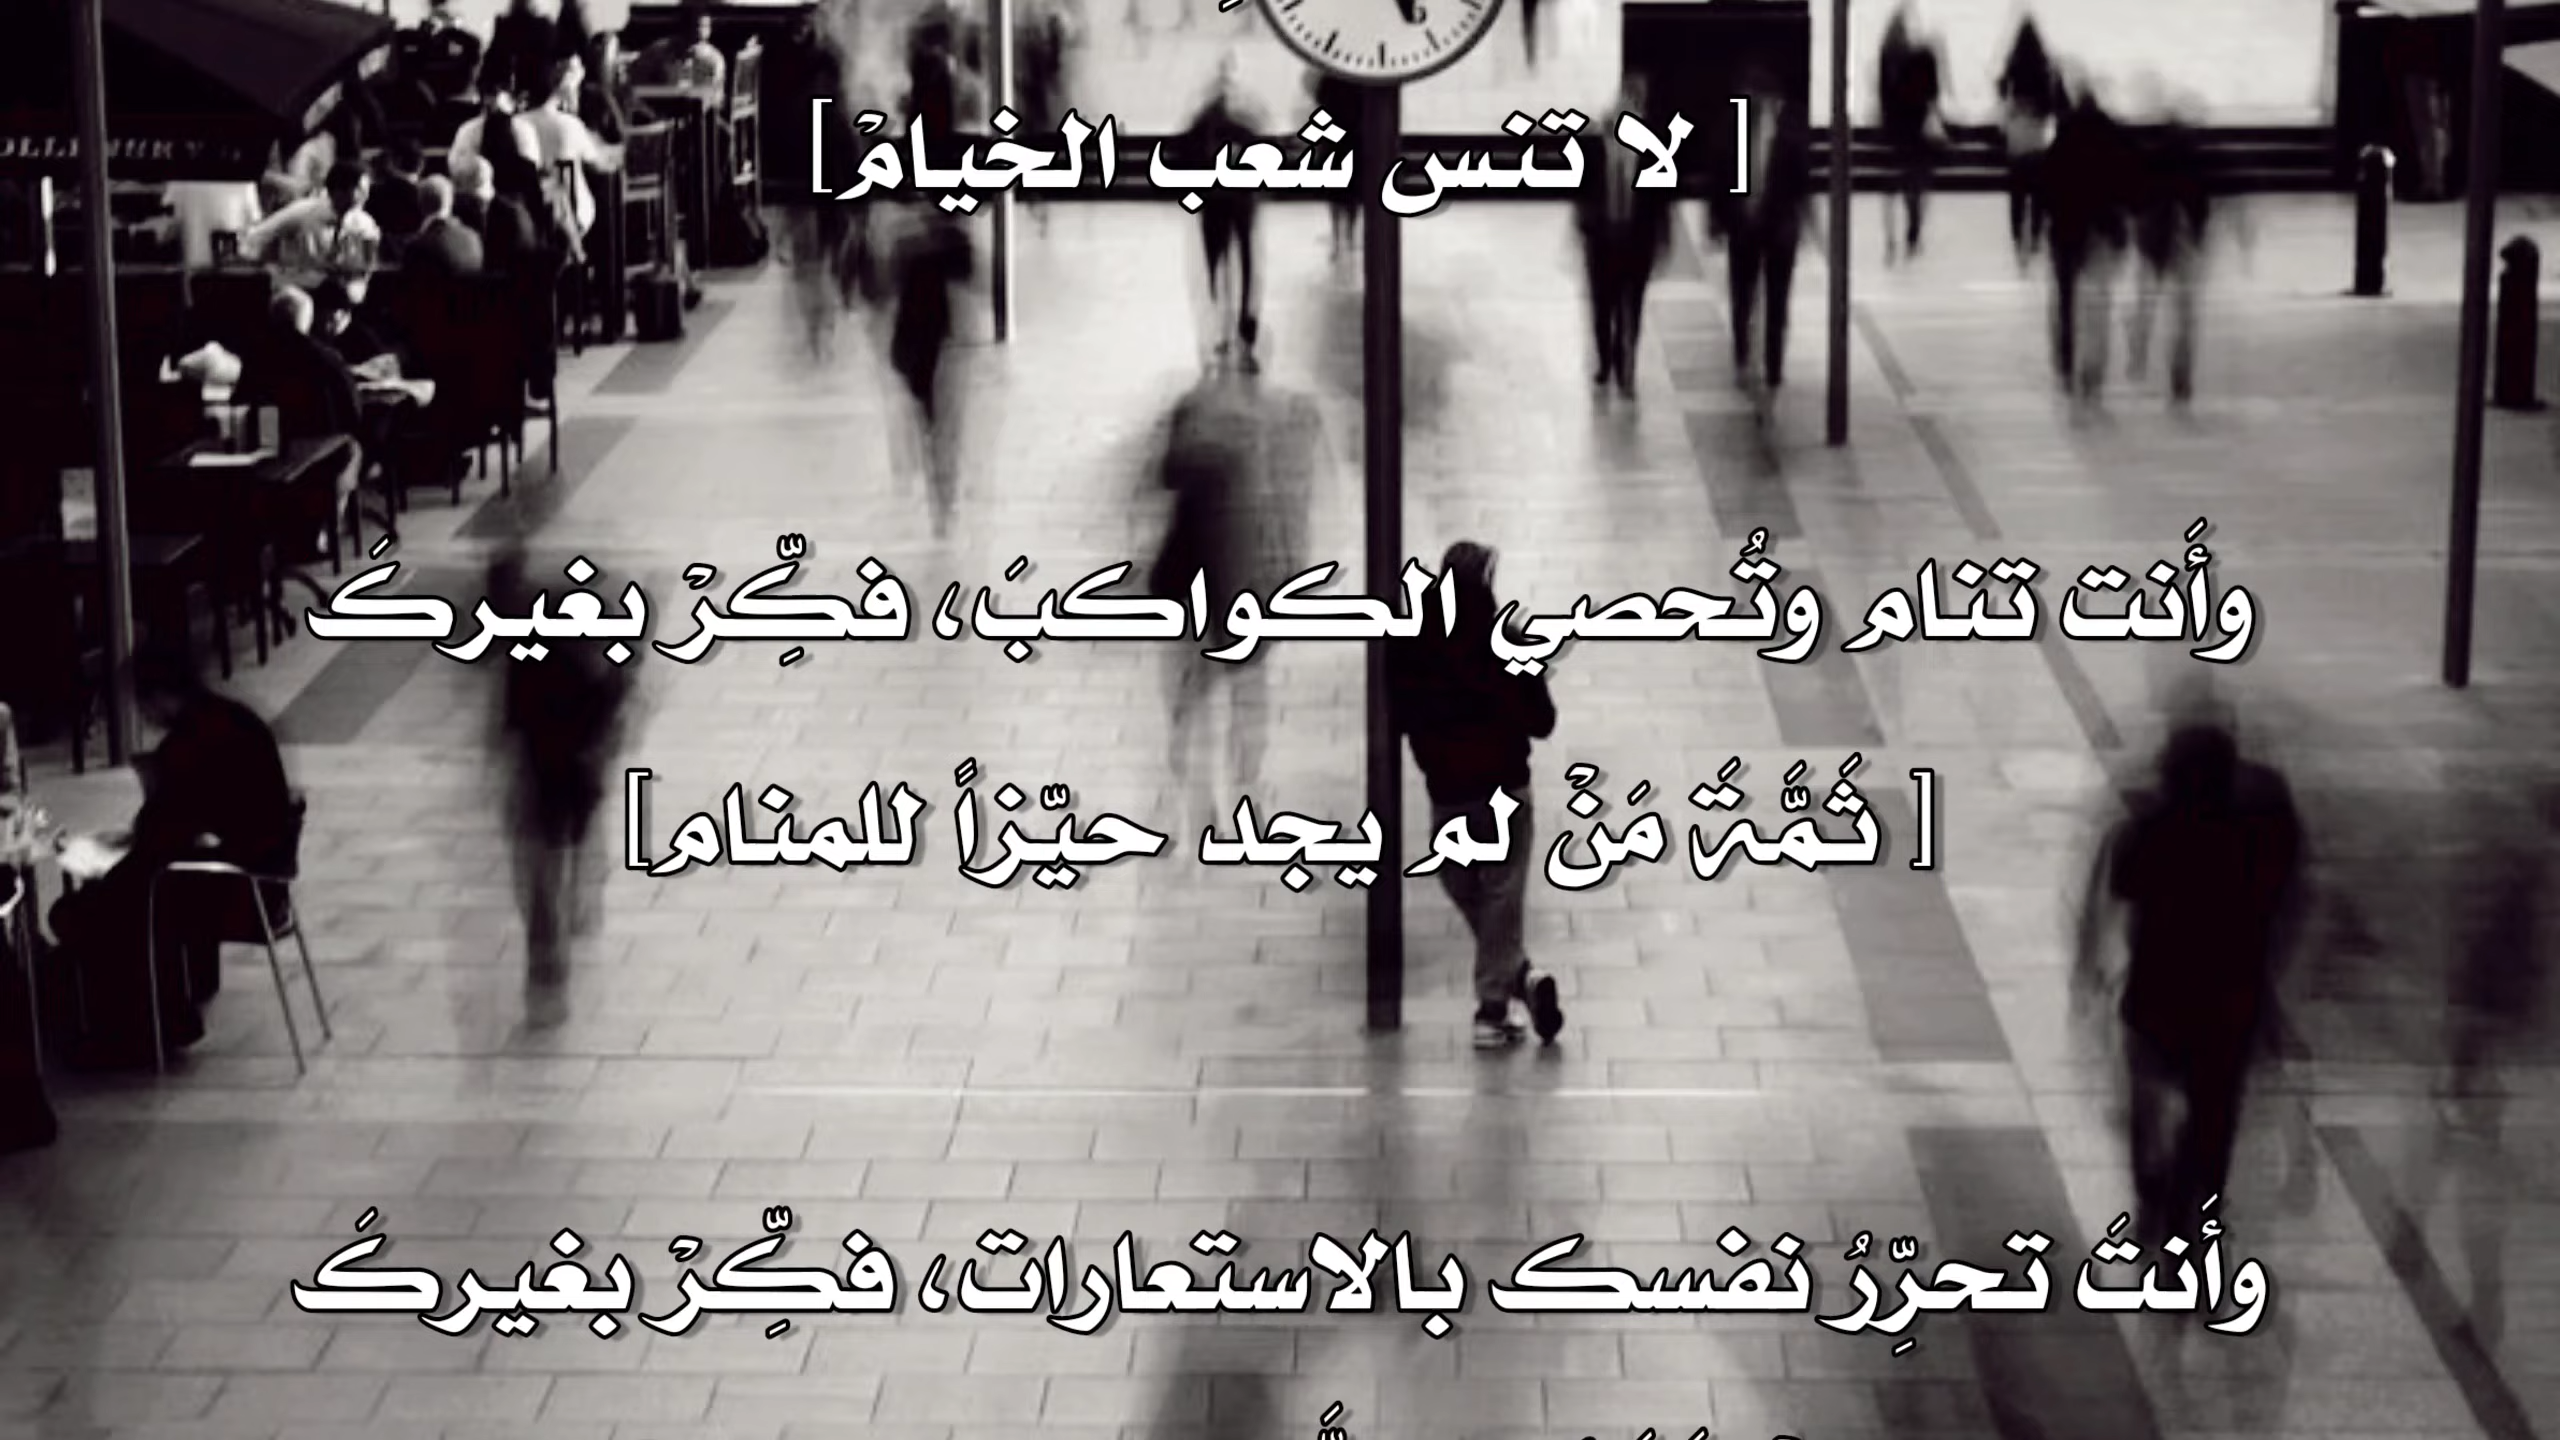 [ لا تنس شعب الخيامْ]
وأَنت تنام وتُحصي الكواكبَ، فكِّرْ بغيركَ
[ ثَمَّةَ مَنْ لم يجد حيّزاً للمنام]
وأَنتَ تحرِّرُ نفسك بالاستعارات، فكِّرْ بغيركَ